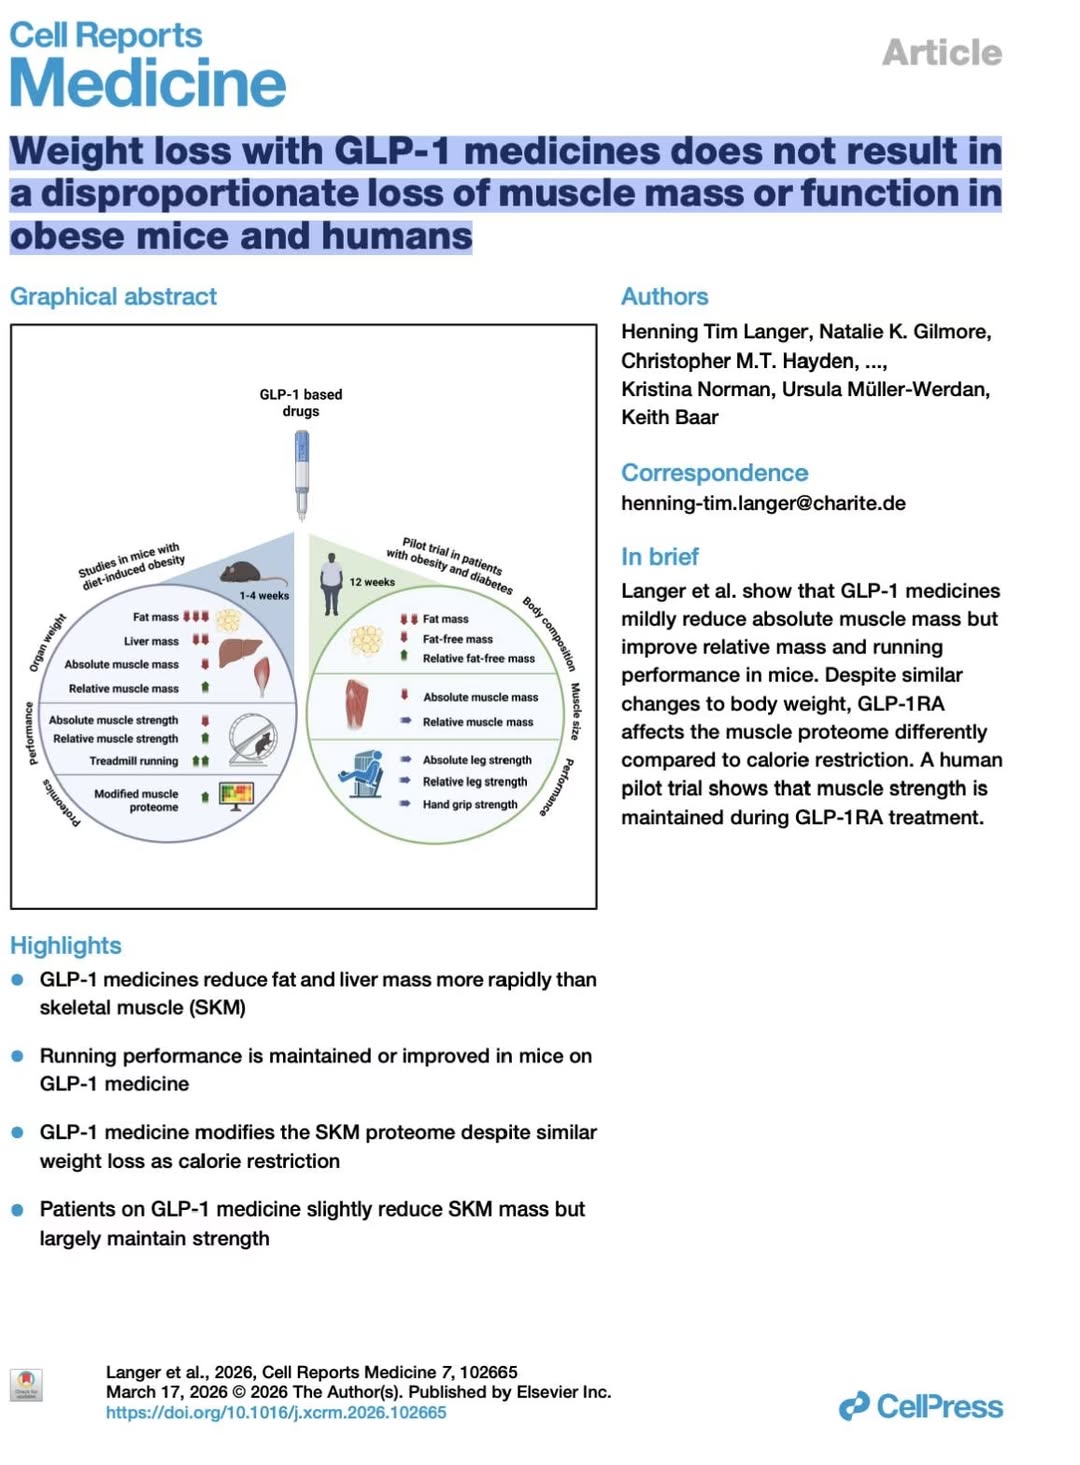 Cell Reports
Medicine
Article
Weight loss with GLP-1 medicines does not result in
a disproportionate loss of muscle mass or function in
obese mice and humans
Graphical abstract
GLP-1 based
drugs
Studies in mice with
diet-induced obesity
1-4 weeks
Organ weight
Fat mass
Liver mass
Absolute muscle mass
Relative muscle mass
Performance
Absolute muscle strength
Relative muscle strength
Treadmill running
Proteomics
Modified muscle
proteome
Pilot trial in patients
with obesity and diabetes
12 weeks
Body composition
Fat mass
Fat-free mass
Relative fat-free mass
Muscle size
Absolute muscle mass
Relative muscle mass
Performance
Absolute leg strength
Relative leg strength
Hand grip strength
Authors
Henning Tim Langer, Natalie K. Gilmore,
Christopher M.T. Hayden, ...,
Kristina Norman, Ursula Müller-Werdan,
Keith Baar
Correspondence
henning-tim.langer@charite.de
In brief
Langer et al. show that GLP-1 medicines
mildly reduce absolute muscle mass but
improve relative mass and running
performance in mice. Despite similar
changes to body weight, GLP-1RA
affects the muscle proteome differently
compared to calorie restriction. A human
pilot trial shows that muscle strength is
maintained during GLP-1RA treatment.
Highlights
● GLP-1 medicines reduce fat and liver mass more rapidly than
skeletal muscle (SKM)
● Running performance is maintained or improved in mice on
GLP-1 medicine
● GLP-1 medicine modifies the SKM proteome despite similar
weight loss as calorie restriction
● Patients on GLP-1 medicine slightly reduce SKM mass but
largely maintain strength
Check for
updates
Langer et al., 2026, Cell Reports Medicine 7, 102665
March 17, 2026 © 2026 The Author(s). Published by Elsevier Inc.
https://doi.org/10.1016/j.xcrm.2026.102665
CellPress